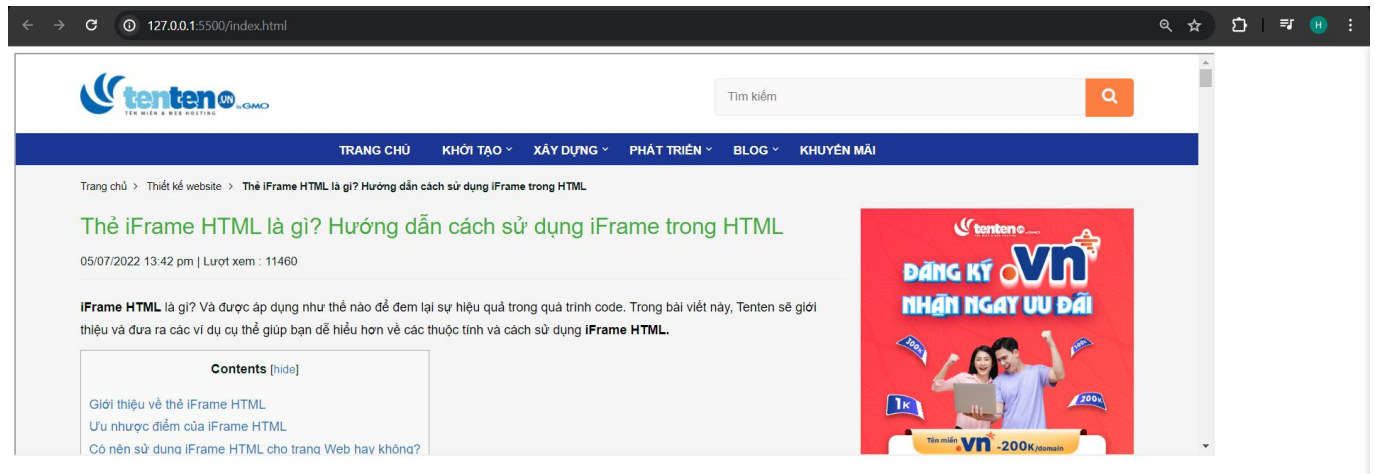 127.0.0.1:5500/index.html
H
tenten.VN by GMO
TÊN MIỀN & WEB HOSTING
Tìm kiếm
TRANG CHỦ KHỞI TẠO XÂY DỰNG PHÁT TRIỂN BLOG KHUYẾN MÃI
Trang chủ > Thiết kế website > Thẻ iFrame HTML là gì? Hướng dẫn cách sử dụng iFrame trong HTML
Thẻ iFrame HTML là gì? Hướng dẫn cách sử dụng iFrame trong HTML
05/07/2022 13:42 pm | Lượt xem : 11460
iFrame HTML là gì? Và được áp dụng như thế nào để đem lại sự hiệu quả trong quá trình code. Trong bài viết này, Tenten sẽ giới
thiệu và đưa ra các ví dụ cụ thể giúp bạn dễ hiểu hơn về các thuộc tính và cách sử dụng iFrame HTML.
Contents [hide]
Giới thiệu về thẻ iFrame HTML
Ưu nhược điểm của iFrame HTML
Có nên sử dụng iFrame HTML cho trang Web hay không?
tenten
ĐĂNG KÝ .vn
NHẬN NGAY ƯU ĐÃI
300K
100K
1K
200K
Tên miền .vn -200K/domain